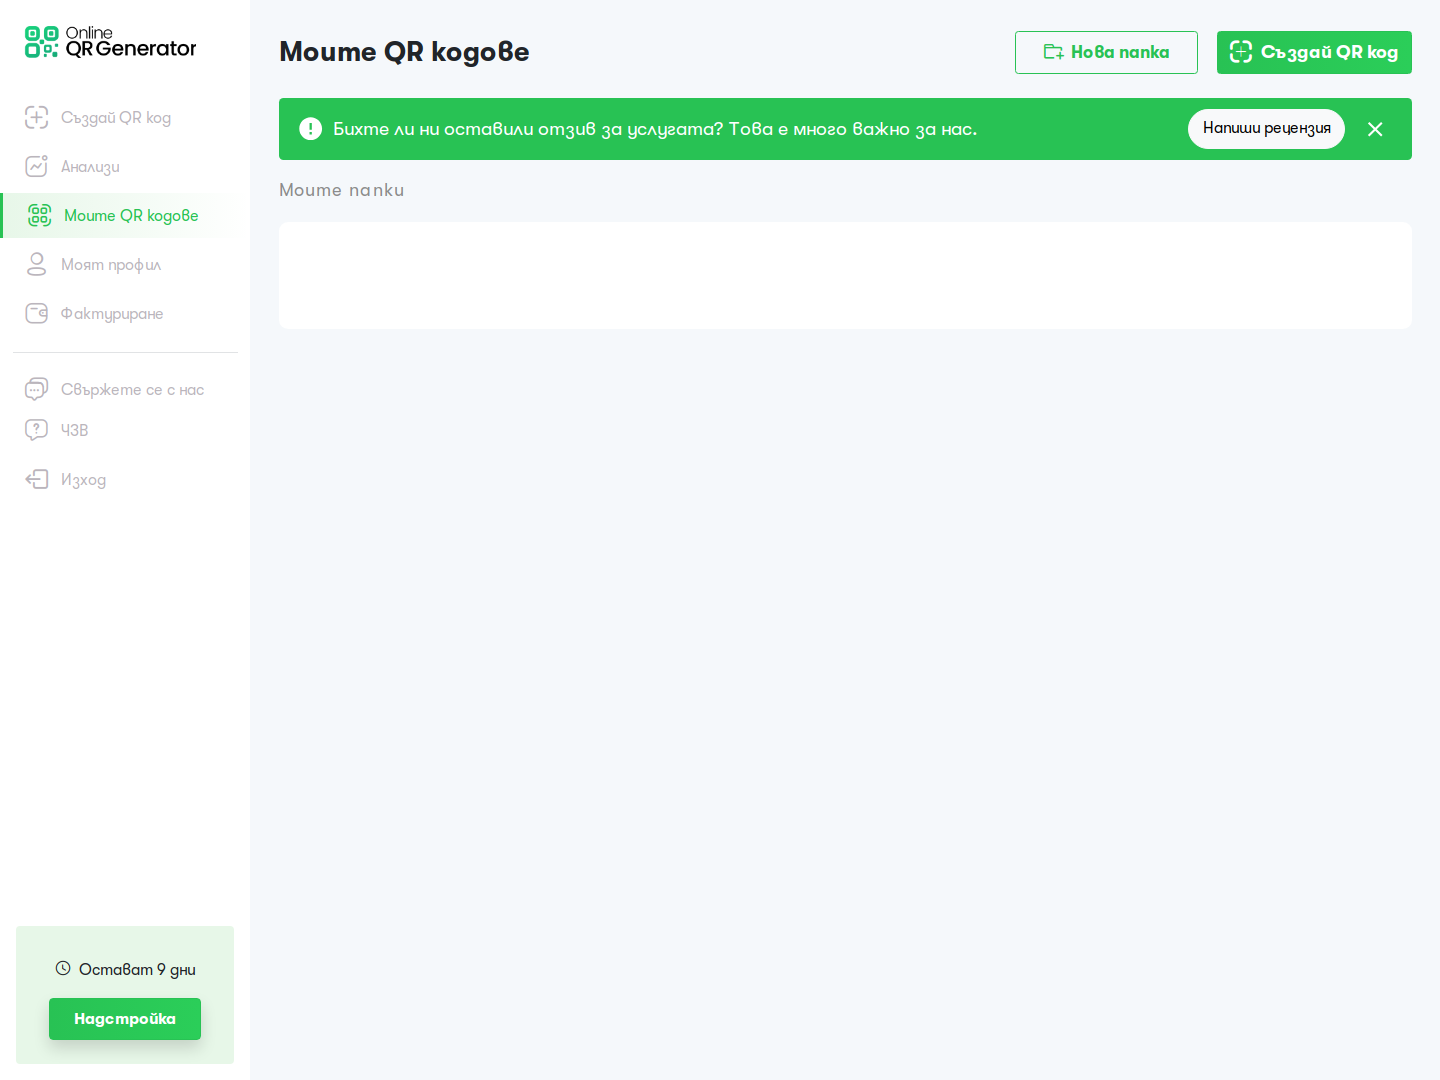 Online
QR Generator
Създай QR код
Анализи
Моите QR кодове
Моят профил
Фактуриране
Свържете се с нас
ЧЗВ
Изход
Остават 9 дни
Надстройка
Моите QR кодове
Нова папка
Създай QR код
Бихте ли ни оставили отзив за услугата? Това е много важно за нас.
Напиши рецензия
Моите папки